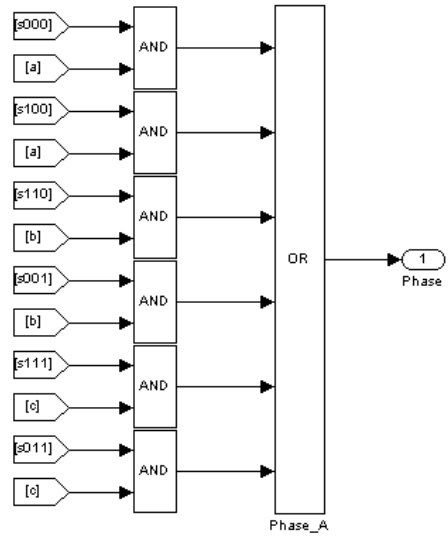 [s000]
AND
[a]
[s100]
AND
[a]
[s110]
AND
[b]
[s001]
AND
OR
1
Phase
[b]
[s111]
AND
[c]
[s011]
AND
[c]
Phase_A